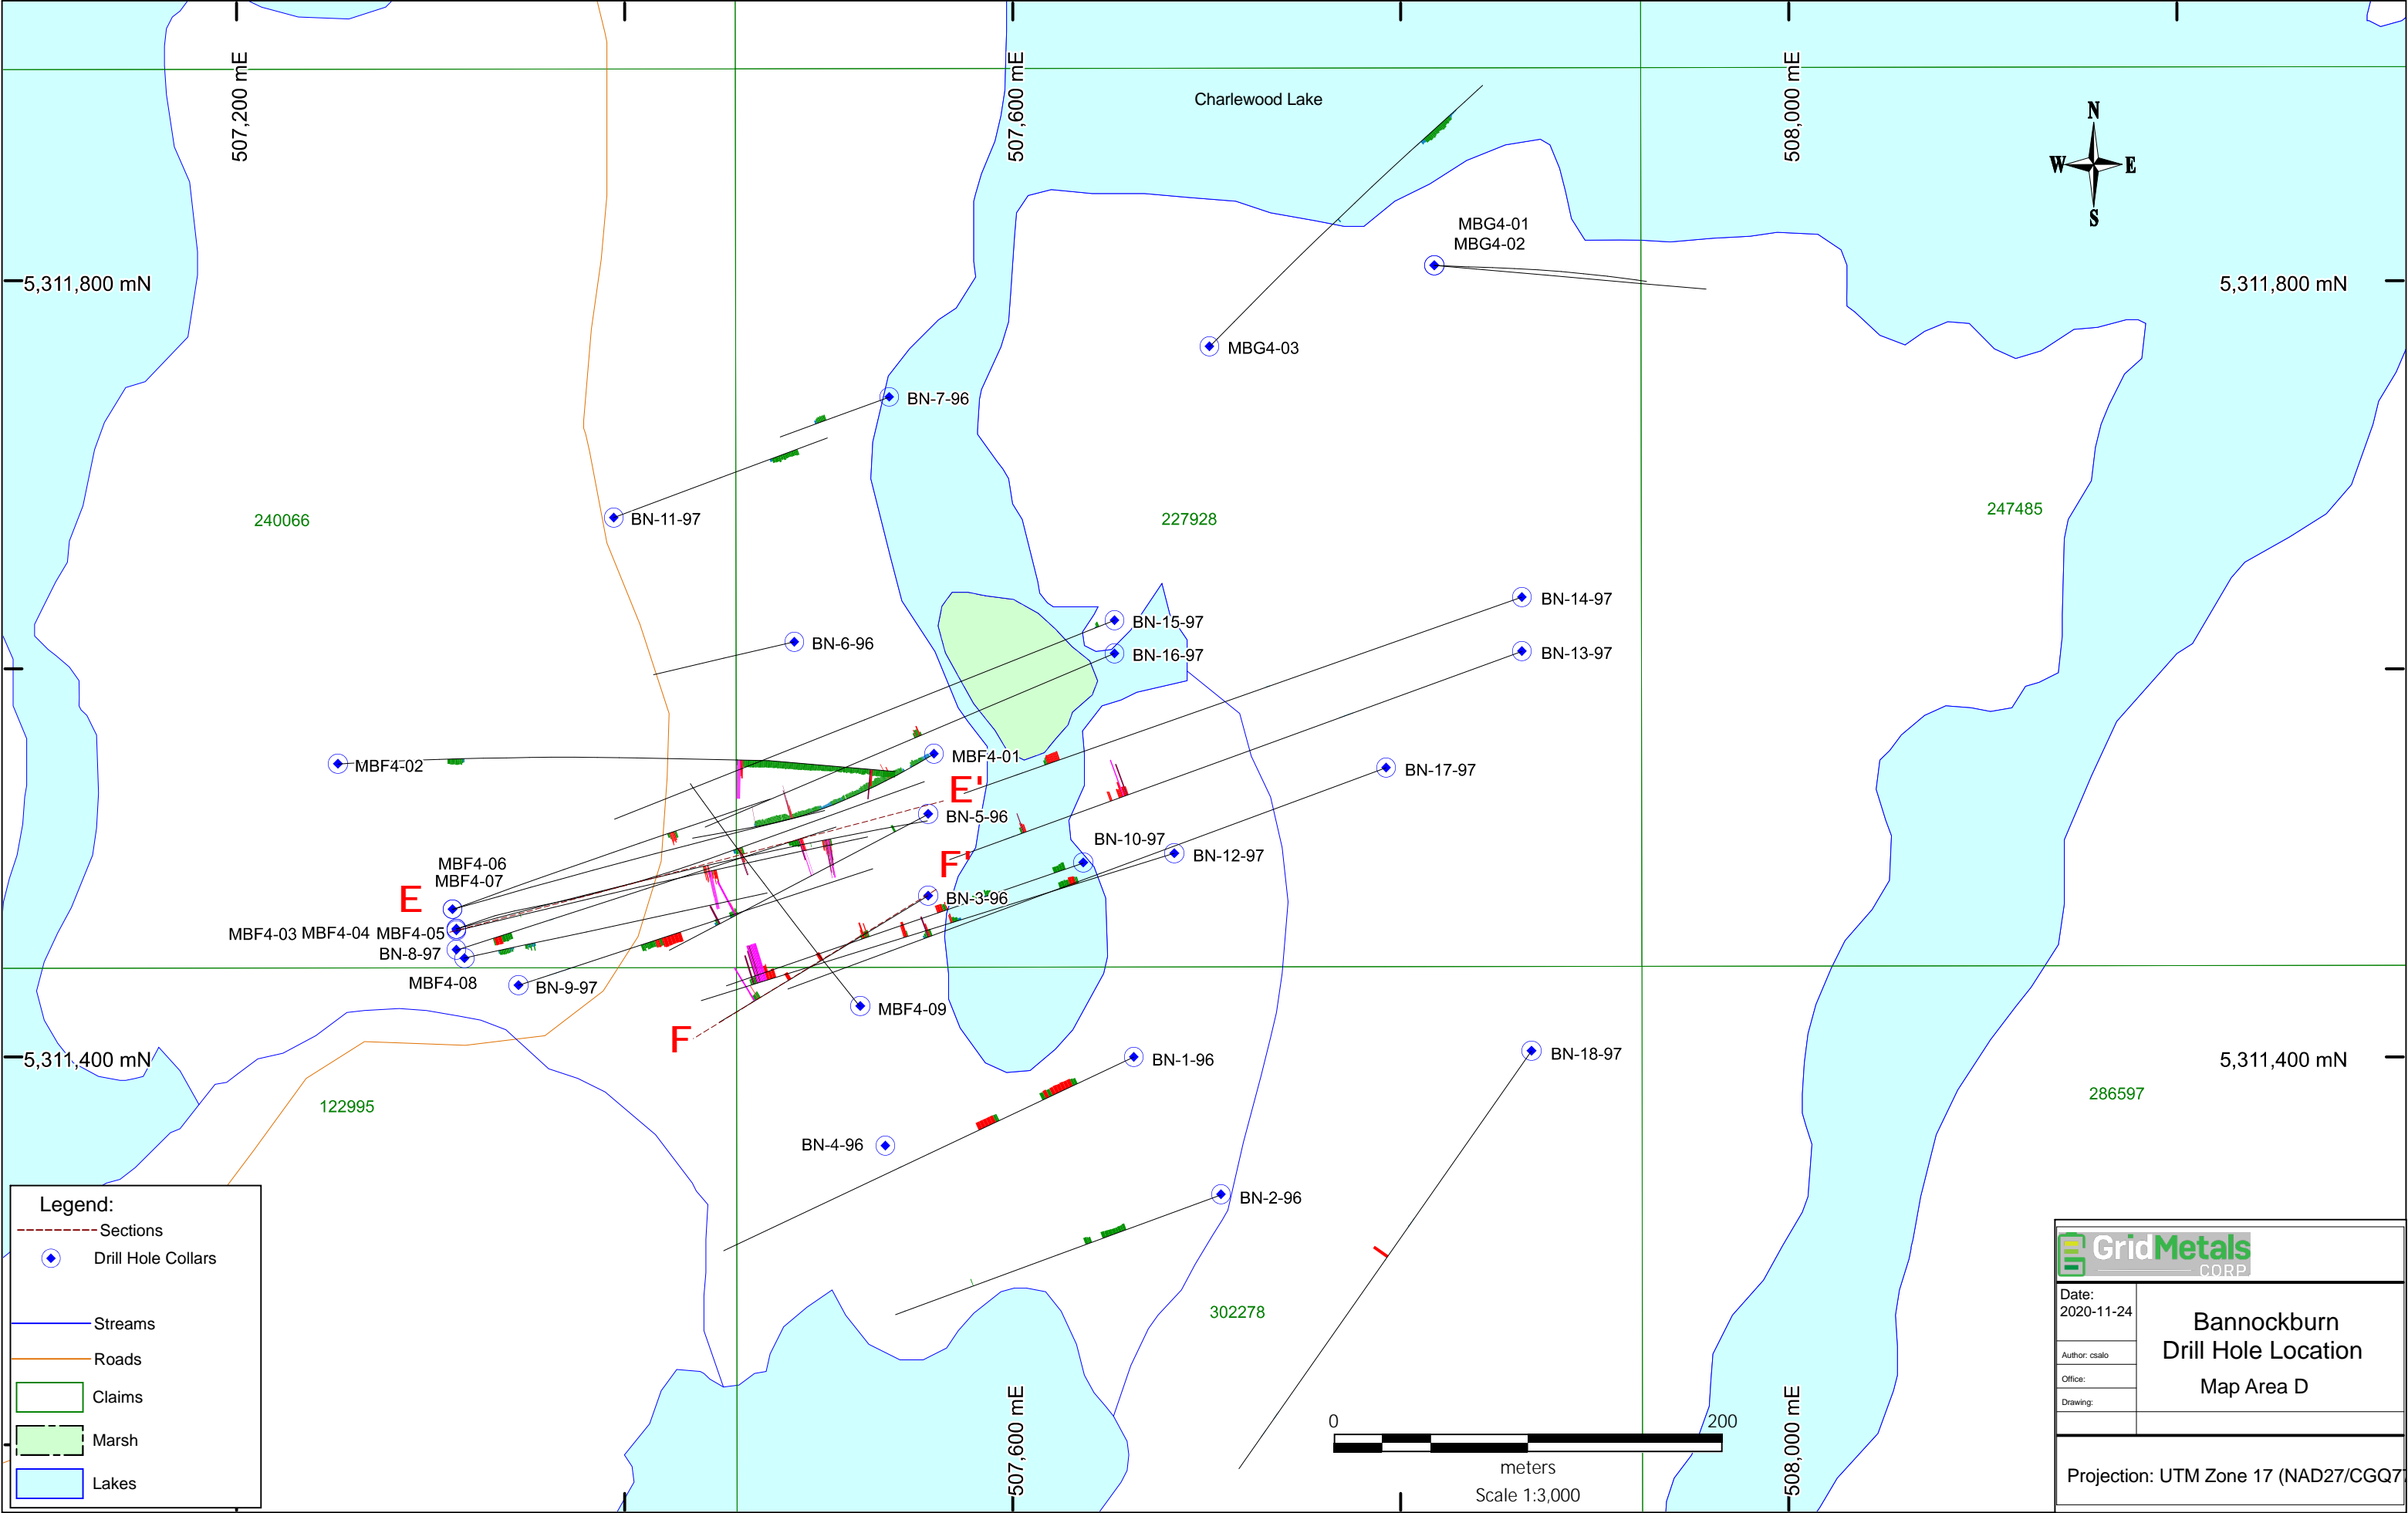 507,200 mE
507,600 mE
508,000 mE
Charlewood Lake
N
W E
S
MBG4-01
MBG4-02
5,311,800 mN
5,311,800 mN
MBG4-03
BN-7-96
240066
BN-11-97
227928
247485
BN-14-97
BN-15-97
BN-6-96
BN-16-97
BN-13-97
MBF4-01
MBF4-02
BN-17-97
E'
BN-5-96
BN-10-97
BN-12-97
F'
MBF4-06
MBF4-07
E
BN-3-96
MBF4-03 MBF4-04 MBF4-05
BN-8-97
MBF4-08
BN-9-97
MBF4-09
F
5,311,400 mN
BN-1-96
BN-18-97
5,311,400 mN
286597
122995
BN-4-96
BN-2-96
302278
Legend:
Sections
Drill Hole Collars
Streams
Roads
Claims
Marsh
Lakes
507,600 mE
508,000 mE
0 200
meters
Scale 1:3,000
GridMetals
CORP
Date:
2020-11-24
Author: csalo
Office:
Drawing:
Bannockburn
Drill Hole Location
Map Area D
Projection: UTM Zone 17 (NAD27/CGQ77